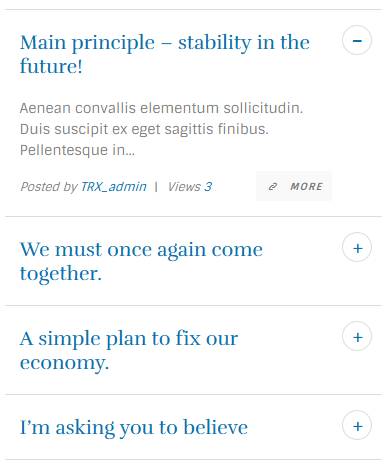 Main principle – stability in the
future!
Aenean convallis elementum sollicitudin.
Duis suscipit ex eget sagittis finibus.
Pellentesque in...
Posted by TRX_admin | Views 3
MORE
We must once again come
together.
A simple plan to fix our
economy.
I'm asking you to believe